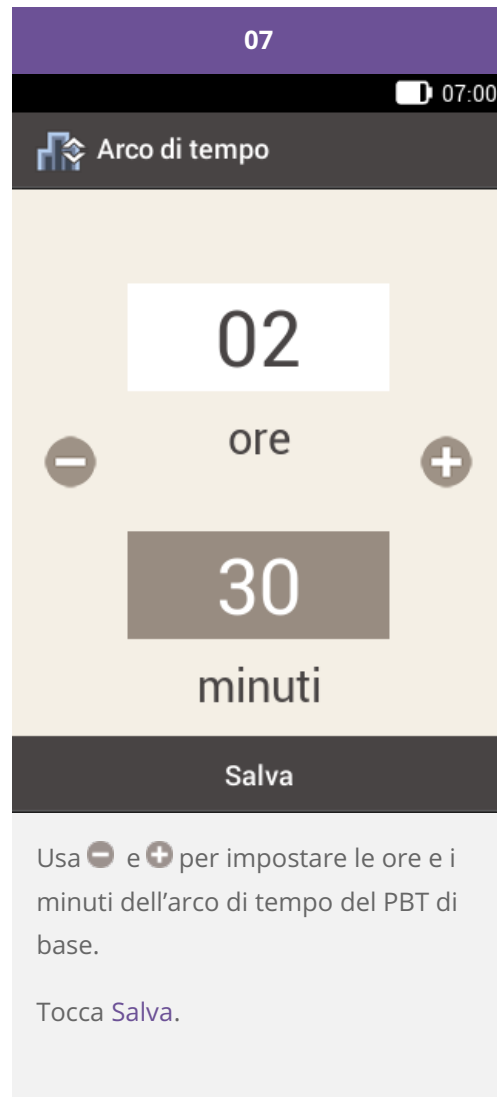 07
07:00
Arco di tempo
02
ore
30
minuti
Salva
Usa e per impostare le ore e i
minuti dell’arco di tempo del PBT di
base.
Tocca Salva.